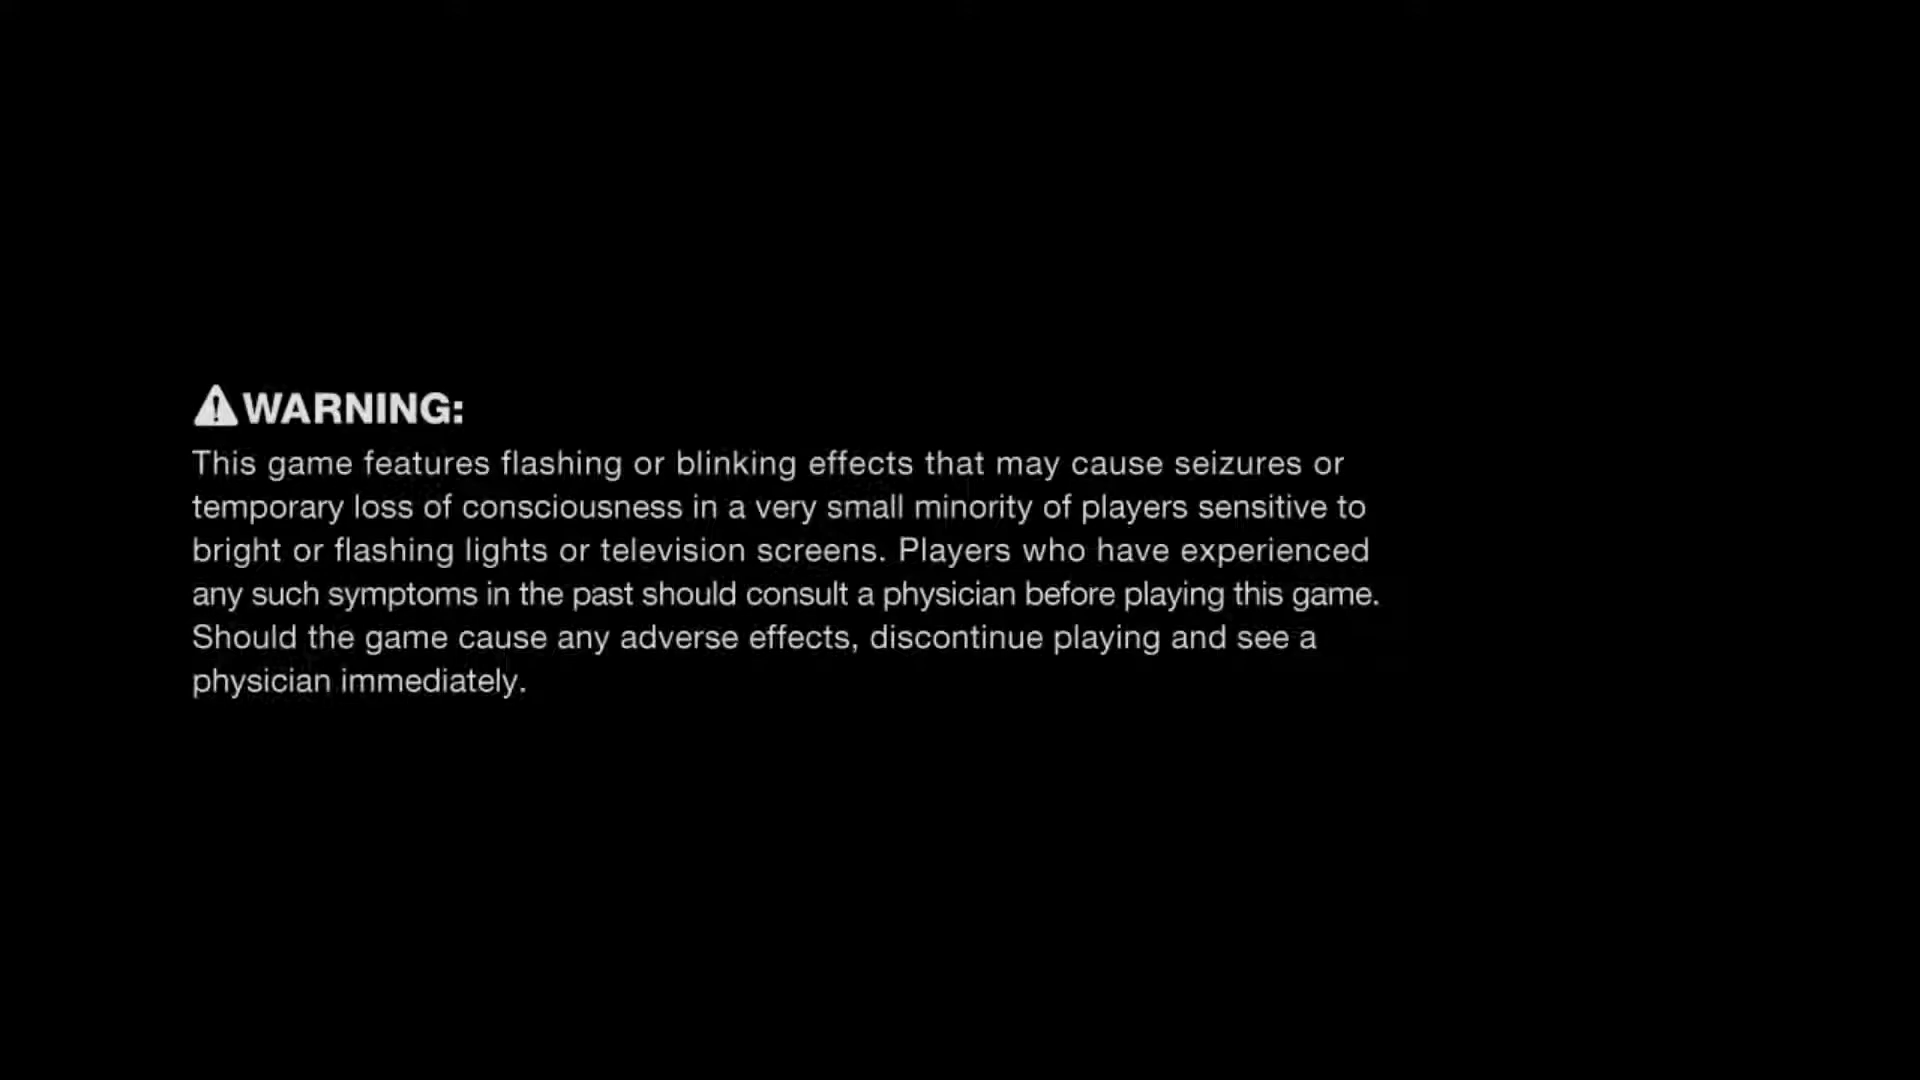 ⚠WARNING:
This game features flashing or blinking effects that may cause seizures or
temporary loss of consciousness in a very small minority of players sensitive to
bright or flashing lights or television screens. Players who have experienced
any such symptoms in the past should consult a physician before playing this game.
Should the game cause any adverse effects, discontinue playing and see a
physician immediately.